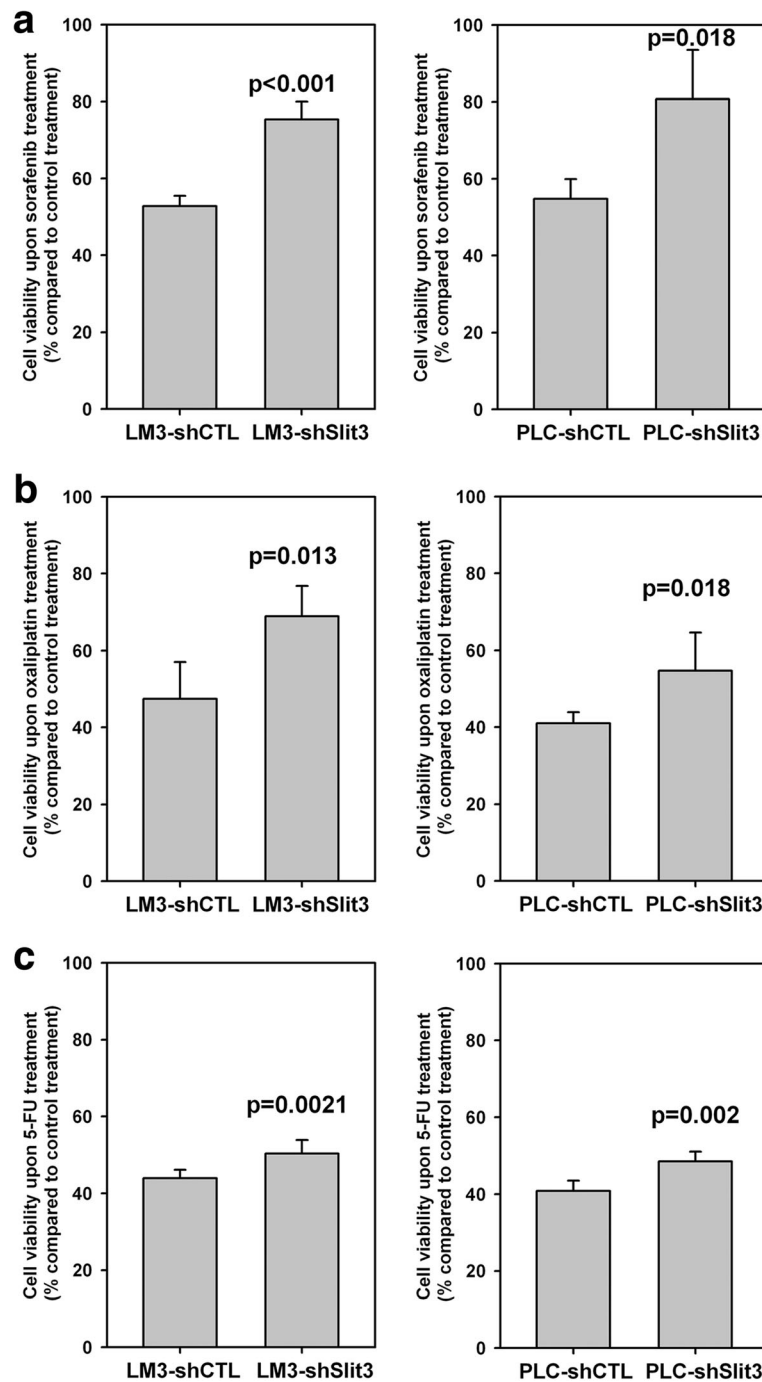 a
Cell viability upon sorafenib treatment
(% compared to control treatment)
100
80
60
40
20
0
p<0.001
LM3-shCTL LM3-shSlit3
Cell viability upon sorafenib treatment
(% compared to control treatment)
100
80
60
40
20
0
p=0.018
PLC-shCTL PLC-shSlit3
b
Cell viability upon oxaliplatin treatment
(% compared to control treatment)
100
80
60
40
20
0
p=0.013
LM3-shCTL LM3-shSlit3
Cell viability upon oxaliplatin treatment
(% compared to control treatment)
100
80
60
40
20
0
p=0.018
PLC-shCTL PLC-shSlit3
c
Cell viability upon 5-FU treatment
(% compared to control treatment)
100
80
60
40
20
0
p=0.0021
LM3-shCTL LM3-shSlit3
Cell viability upon 5-FU treatment
(% compared to control treatment)
100
80
60
40
20
0
p=0.002
PLC-shCTL PLC-shSlit3